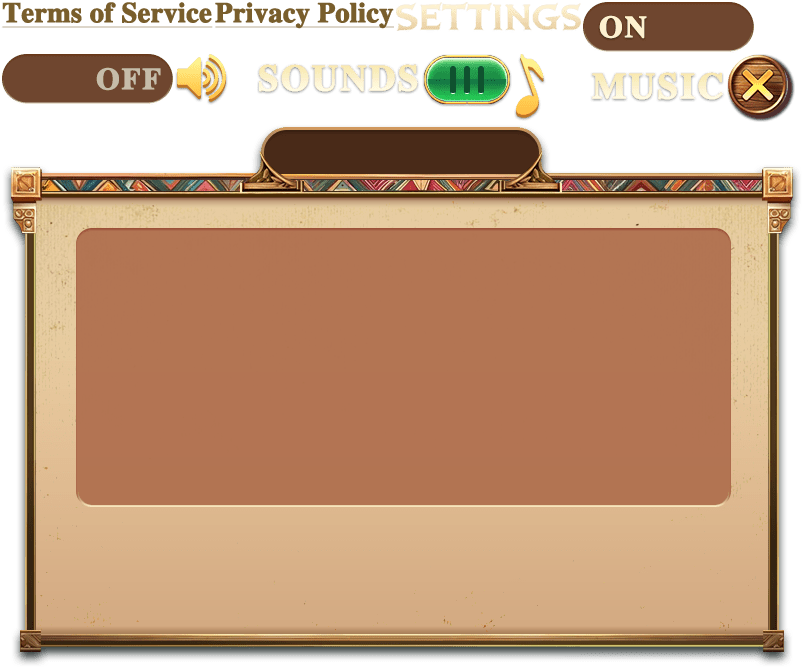 Terms of Service
Privacy Policy
SETTINGS
ON
OFF
SOUNDS
MUSIC